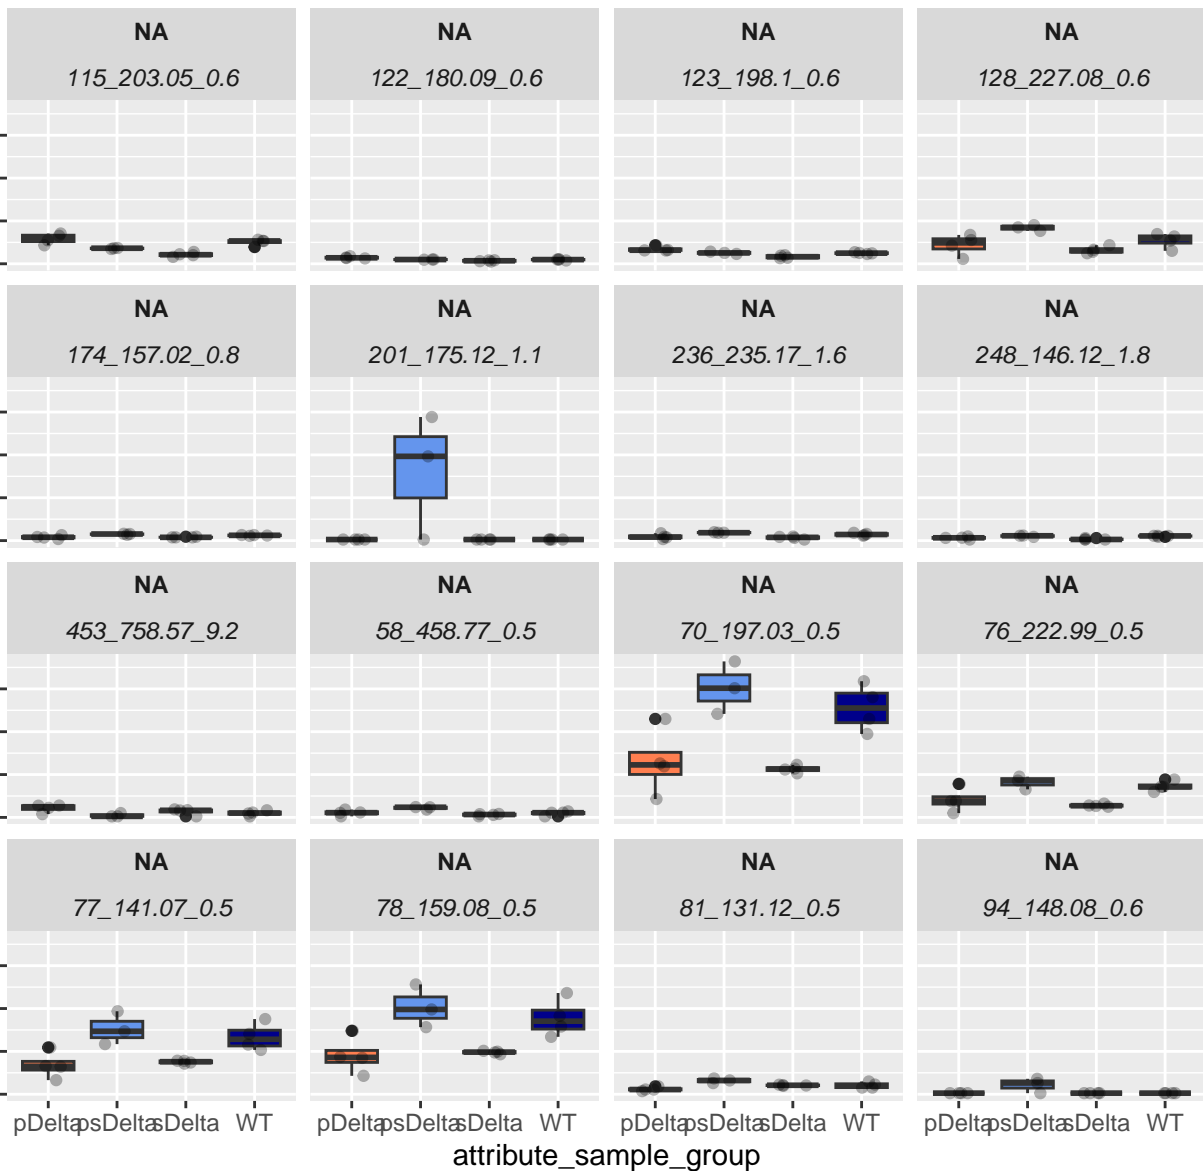 NA NA NA NA
115_203.05_0.6 122_180.09_0.6 123_198.1_0.6 128_227.08_0.6
NA NA NA NA
174_157.02_0.8 201_175.12_1.1 236_235.17_1.6 248_146.12_1.8
NA NA NA NA
453_758.57_9.2 58_458.77_0.5 70_197.03_0.5 76_222.99_0.5
NA NA NA NA
77_141.07_0.5 78_159.08_0.5 81_131.12_0.5 94_148.08_0.6
pDelta psDelta sDelta WT pDelta psDelta sDelta WT pDelta psDelta sDelta WT pDelta psDelta sDelta WT
attribute_sample_group